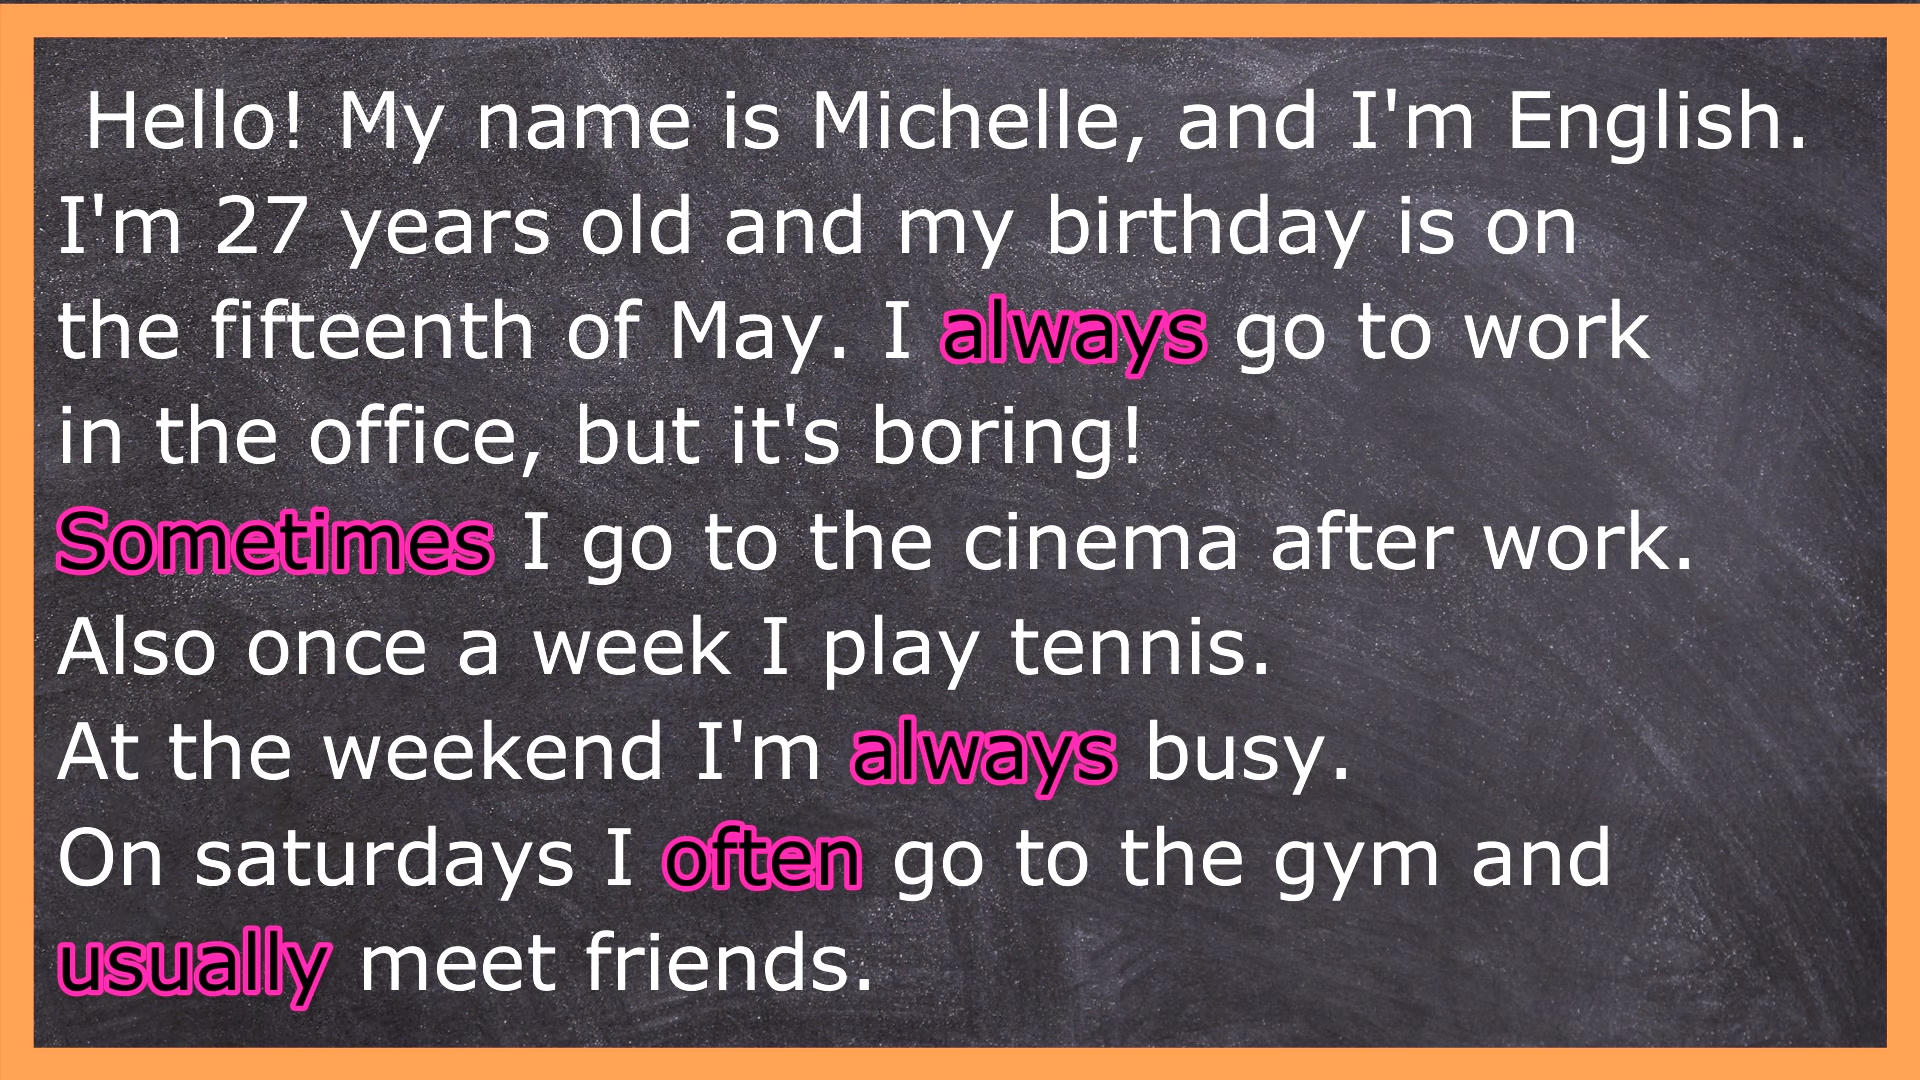 Hello! My name is Michelle, and I'm English.
I'm 27 years old and my birthday is on
the fifteenth of May. I always go to work
in the office, but it's boring!
Sometimes I go to the cinema after work.
Also once a week I play tennis.
At the weekend I'm always busy.
On saturdays I often go to the gym and
usually meet friends.